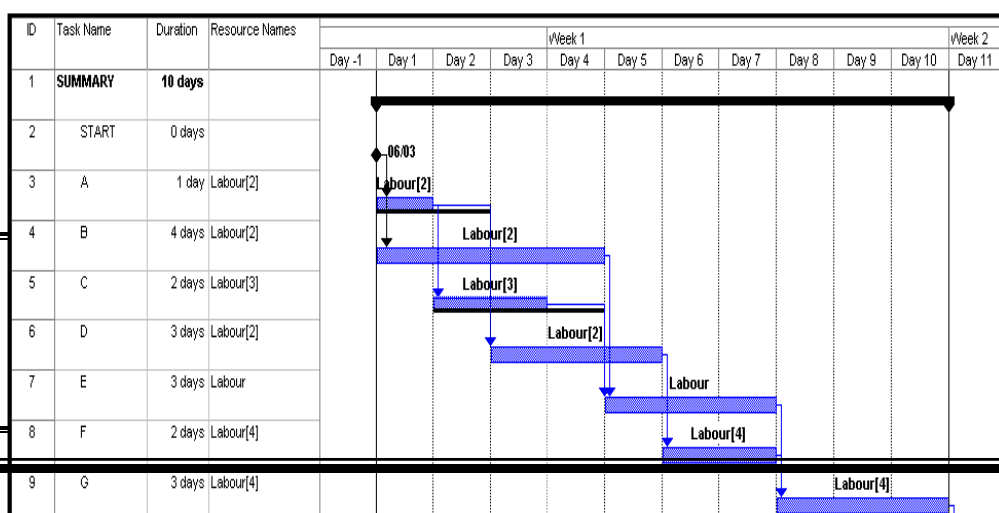 ID Task Name Duration Resource Names Week 1 Week 2
Day -1 Day 1 Day 2 Day 3 Day 4 Day 5 Day 6 Day 7 Day 8 Day 9 Day 10 Day 11
1 SUMMARY 10 days
2 START 0 days
06/03
3 A 1 day Labour[2] Labour[2]
4 B 4 days Labour[2] Labour[2]
5 C 2 days Labour[3] Labour[3]
6 D 3 days Labour[2] Labour[2]
7 E 3 days Labour Labour
8 F 2 days Labour[4] Labour[4]
9 G 3 days Labour[4] Labour[4]